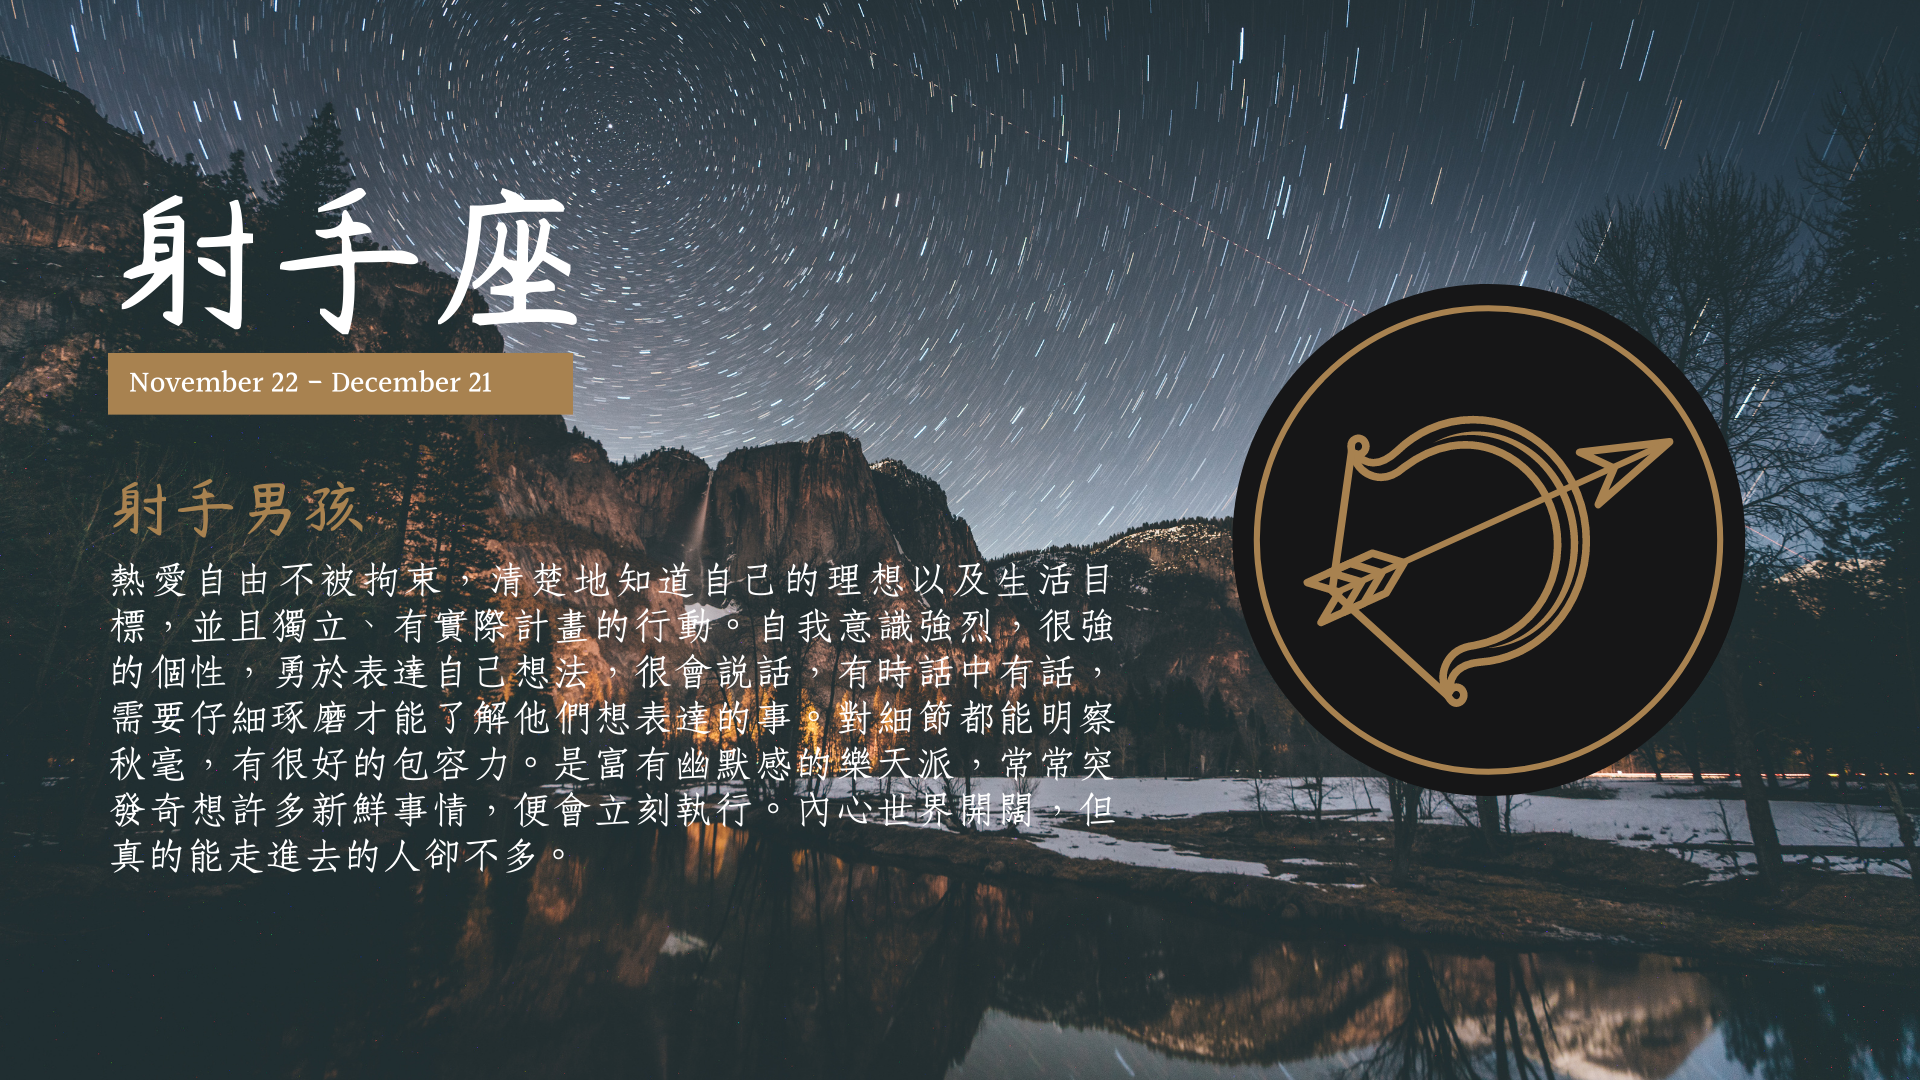 射手座
November 22 – December 21
射手男孩
熱愛自由不被拘束，清楚地知道自己的理想以及生活目
標，並且獨立、有實際計畫的行動。自我意識強烈，很強
的個性，勇於表達自己想法，很會說話，有時話中有話，
需要仔細琢磨才能了解他們想表達的事。對細節都能明察
秋毫，有很好的包容力。是富有幽默感的樂天派，常常突
發奇想許多新鮮事情，便會立刻執行。內心世界開闊，但
真的能走進去的人卻不多。